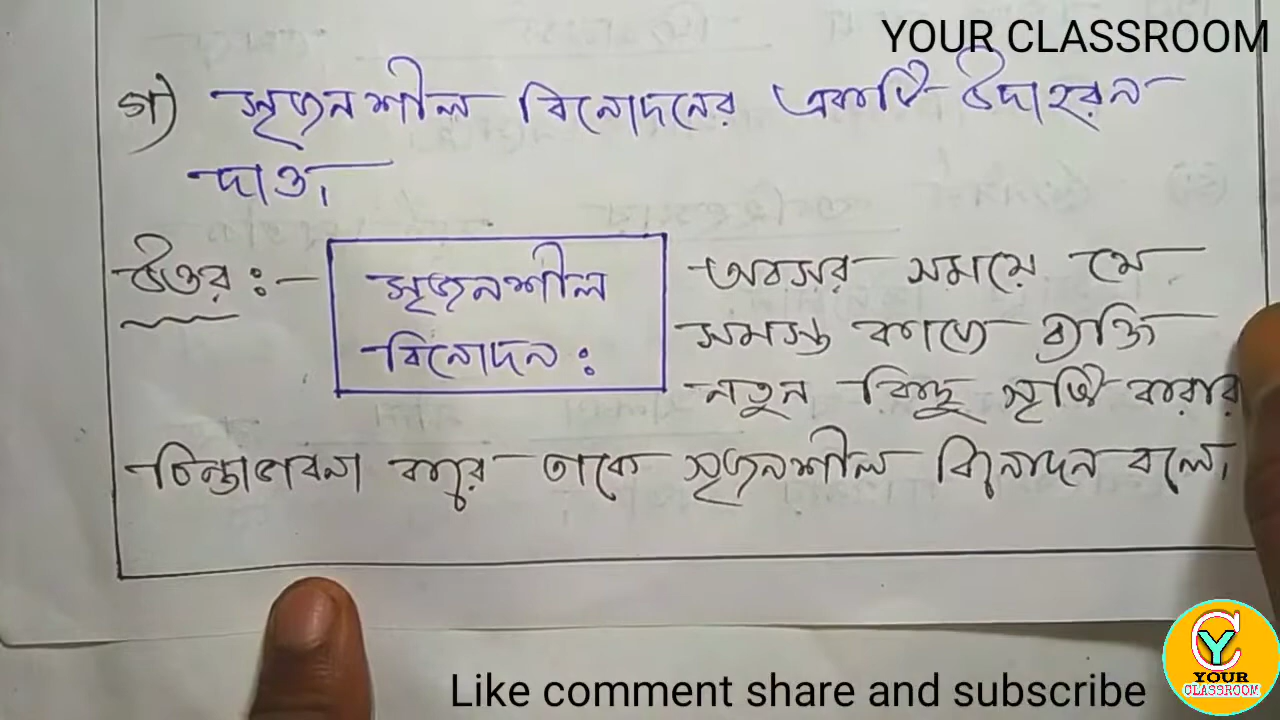 YOUR CLASSROOM
গ) সৃজনশীল বিনোদনের একটি উদাহরন
দাও।
উত্তর :- সৃজনশীল বিনোদন : অবসর সময়ে যে
সমস্ত কাজে ব্যক্তি
নতুন কিছু সৃষ্টি করার
চিন্তাভাবনা করে তাকে সৃজনশীল বিনোদন বলে।
Like comment share and subscribe
YOUR
CLASSROOM